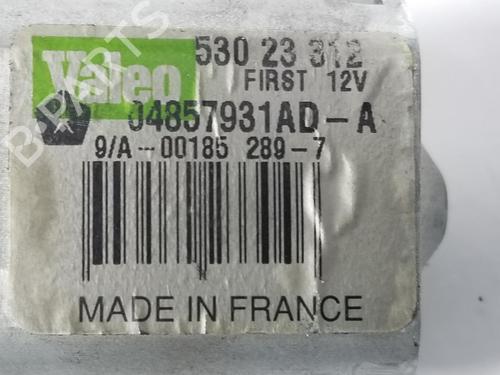 Valeo
530 23 312
FIRST 12V
04857931AD-A
9/A-00185 289-7
MADE IN FRANCE
B-PARTS